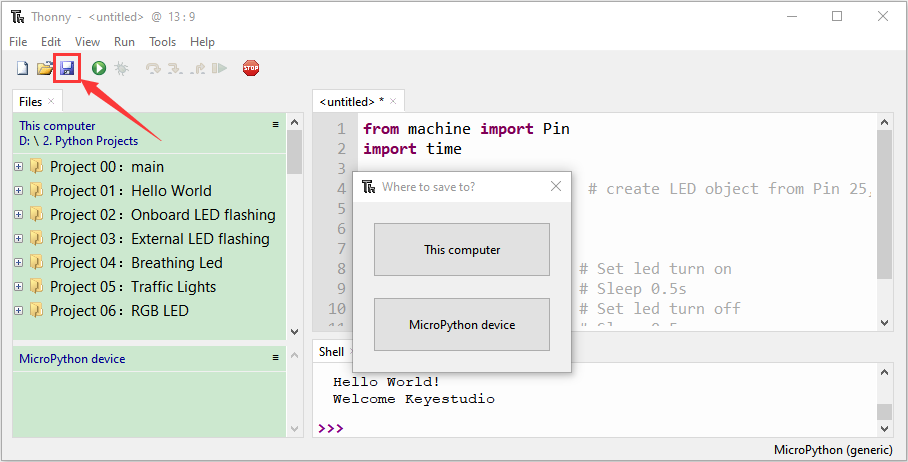 Thonny - <untitled> @ 13:9
File Edit View Run Tools Help
STOP
Files
This computer
D: \ 2. Python Projects
Project 00：main
Project 01：Hello World
Project 02：Onboard LED flashing
Project 03：External LED flashing
Project 04：Breathing Led
Project 05：Traffic Lights
Project 06：RGB LED
MicroPython device
<untitled> *
1 from machine import Pin
2 import time
3
4 # create LED object from Pin 25,
5
6
7
8 # Set led turn on
9 # Sleep 0.5s
10 # Set led turn off
Where to save to?
This computer
MicroPython device
Shell
Hello World!
Welcome Keyestudio
>>>
MicroPython (generic)